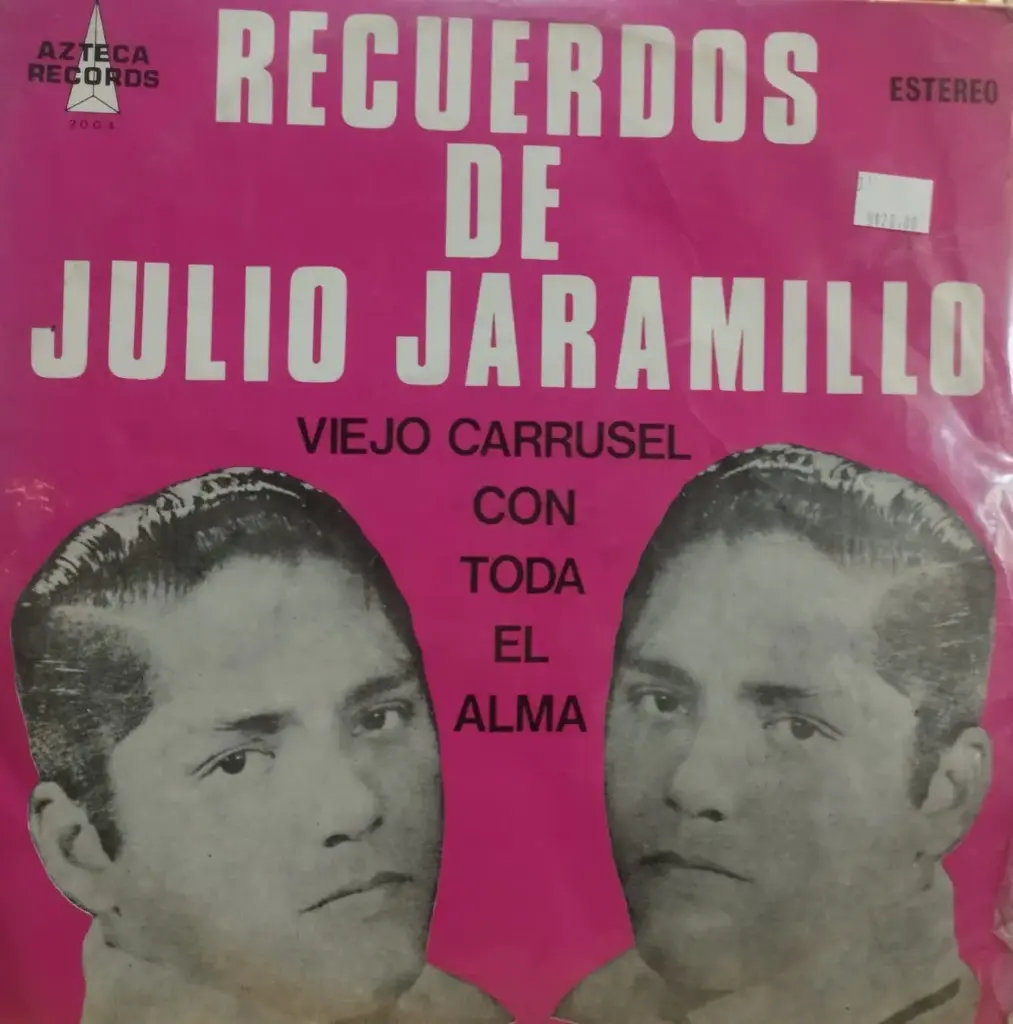 AZTECA
RECORDS
2004
RECUERDOS
ESTEREO
DE
JULIO JARAMILLO
VIEJO CARRUSEL
CON
TODA
EL
ALMA